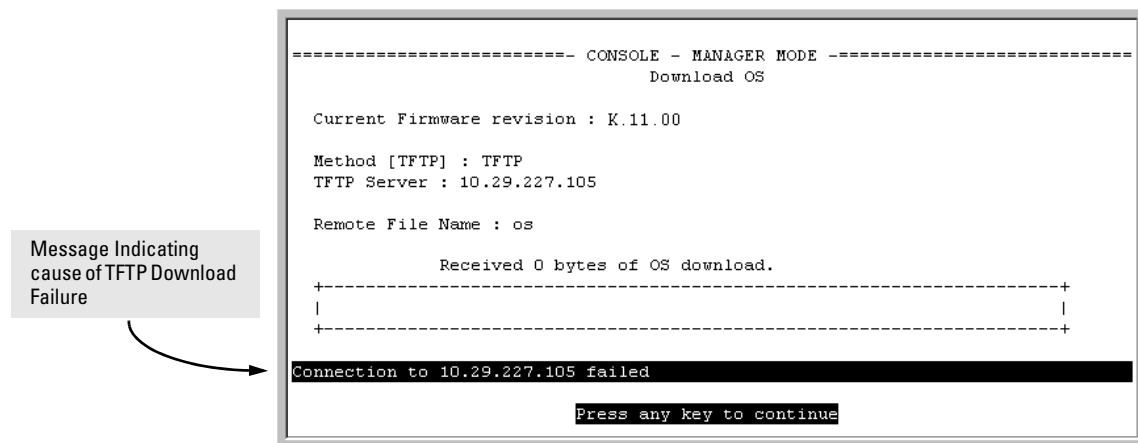 ==========================- CONSOLE - MANAGER MODE -============================
Download OS
Current Firmware revision : K.11.00
Method [TFTP] : TFTP
TFTP Server : 10.29.227.105
Remote File Name : os
Received 0 bytes of OS download.
+----------------------------------------------------------------------+
|                                                                      |
+----------------------------------------------------------------------+
Message Indicating
cause of TFTP Download
Failure
Connection to 10.29.227.105 failed
Press any key to continue